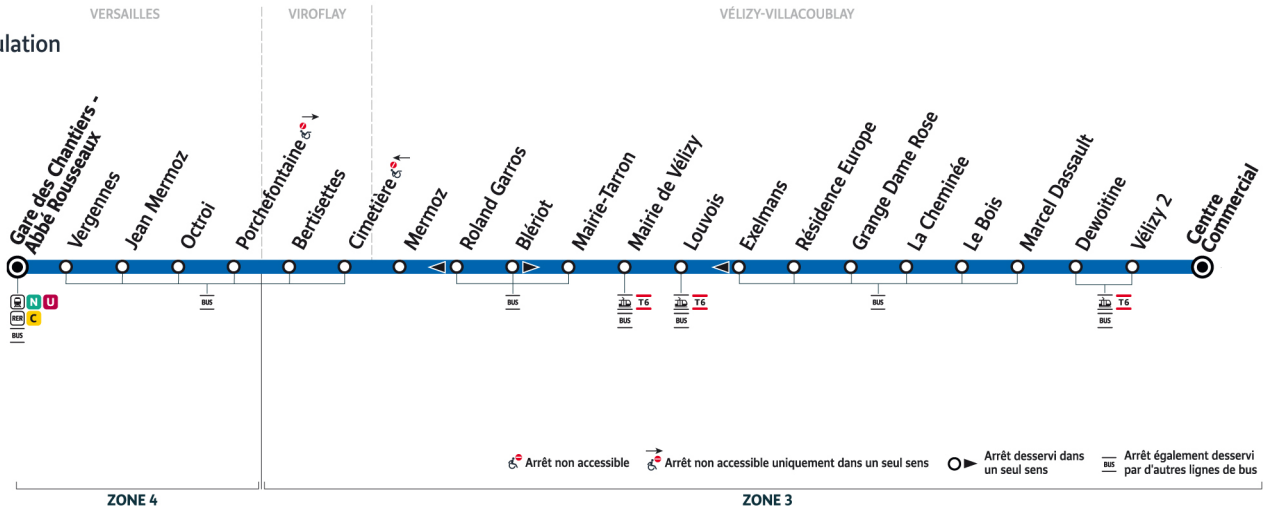 VERSAILLES
VIROFLAY
VÉLIZY-VILLACOUBLAY
Gare des Chantiers -
Abbé Rousseaux
Vergennes
Jean Mermoz
Octroi
Porchefontaine
Bertisettes
Cimetière
Mermoz
Roland Garros
Blériot
Mairie-Tarron
Mairie de Vélizy
Louvois
Exelmans
Résidence Europe
Grange Dame Rose
La Cheminée
Le Bois
Marcel Dassault
Dewoitine
Vélizy 2
Centre
Commercial
N U
RER C
BUS
BUS
BUS
T6
BUS
T6
BUS
BUS
T6
BUS
Arrêt non accessible
Arrêt non accessible uniquement dans un seul sens
Arrêt desservi dans
un seul sens
BUS
Arrêt également desservi
par d'autres lignes de bus
ZONE 4
ZONE 3